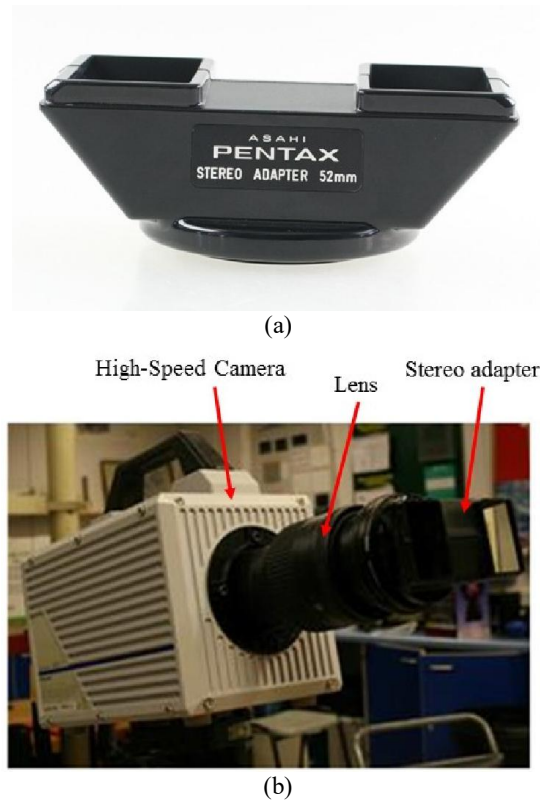 ASAHI
PENTAX
STEREO ADAPTER 52mm
(a)
High-Speed Camera
Lens
Stereo adapter
(b)